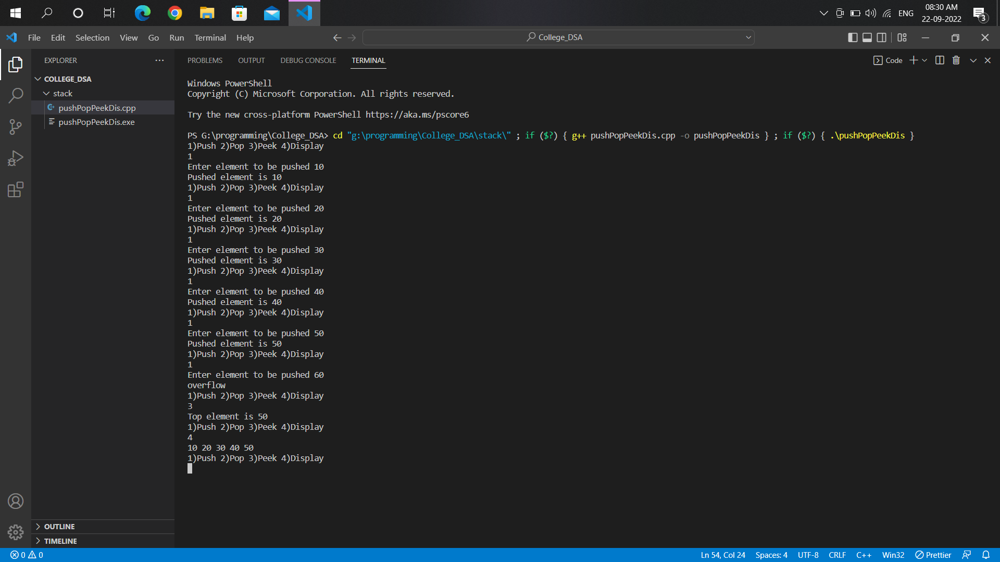 08:30 AM
ENG
22-09-2022
3
File Edit Selection View Go Run Terminal Help
College_DSA
EXPLORER
PROBLEMS OUTPUT DEBUG CONSOLE TERMINAL
Code
COLLEGE_DSA
stack
pushPopPeekDis.cpp
pushPopPeekDis.exe
Windows PowerShell
Copyright (C) Microsoft Corporation. All rights reserved.
Try the new cross-platform PowerShell https://aka.ms/pscore6
PS G:\programming\College_DSA> cd "g:\programming\College_DSA\stack\" ; if ($?) { g++ pushPopPeekDis.cpp -o pushPopPeekDis } ; if ($?) { .\pushPopPeekDis }
1)Push 2)Pop 3)Peek 4)Display
1
Enter element to be pushed 10
Pushed element is 10
1)Push 2)Pop 3)Peek 4)Display
1
Enter element to be pushed 20
Pushed element is 20
1)Push 2)Pop 3)Peek 4)Display
1
Enter element to be pushed 30
Pushed element is 30
1)Push 2)Pop 3)Peek 4)Display
1
Enter element to be pushed 40
Pushed element is 40
1)Push 2)Pop 3)Peek 4)Display
1
Enter element to be pushed 50
Pushed element is 50
1)Push 2)Pop 3)Peek 4)Display
1
Enter element to be pushed 60
overflow
1)Push 2)Pop 3)Peek 4)Display
3
Top element is 50
1)Push 2)Pop 3)Peek 4)Display
4
10 20 30 40 50
1)Push 2)Pop 3)Peek 4)Display
OUTLINE
TIMELINE
0 0
Ln 54, Col 24 Spaces: 4 UTF-8 CRLF C++ Win32 Prettier